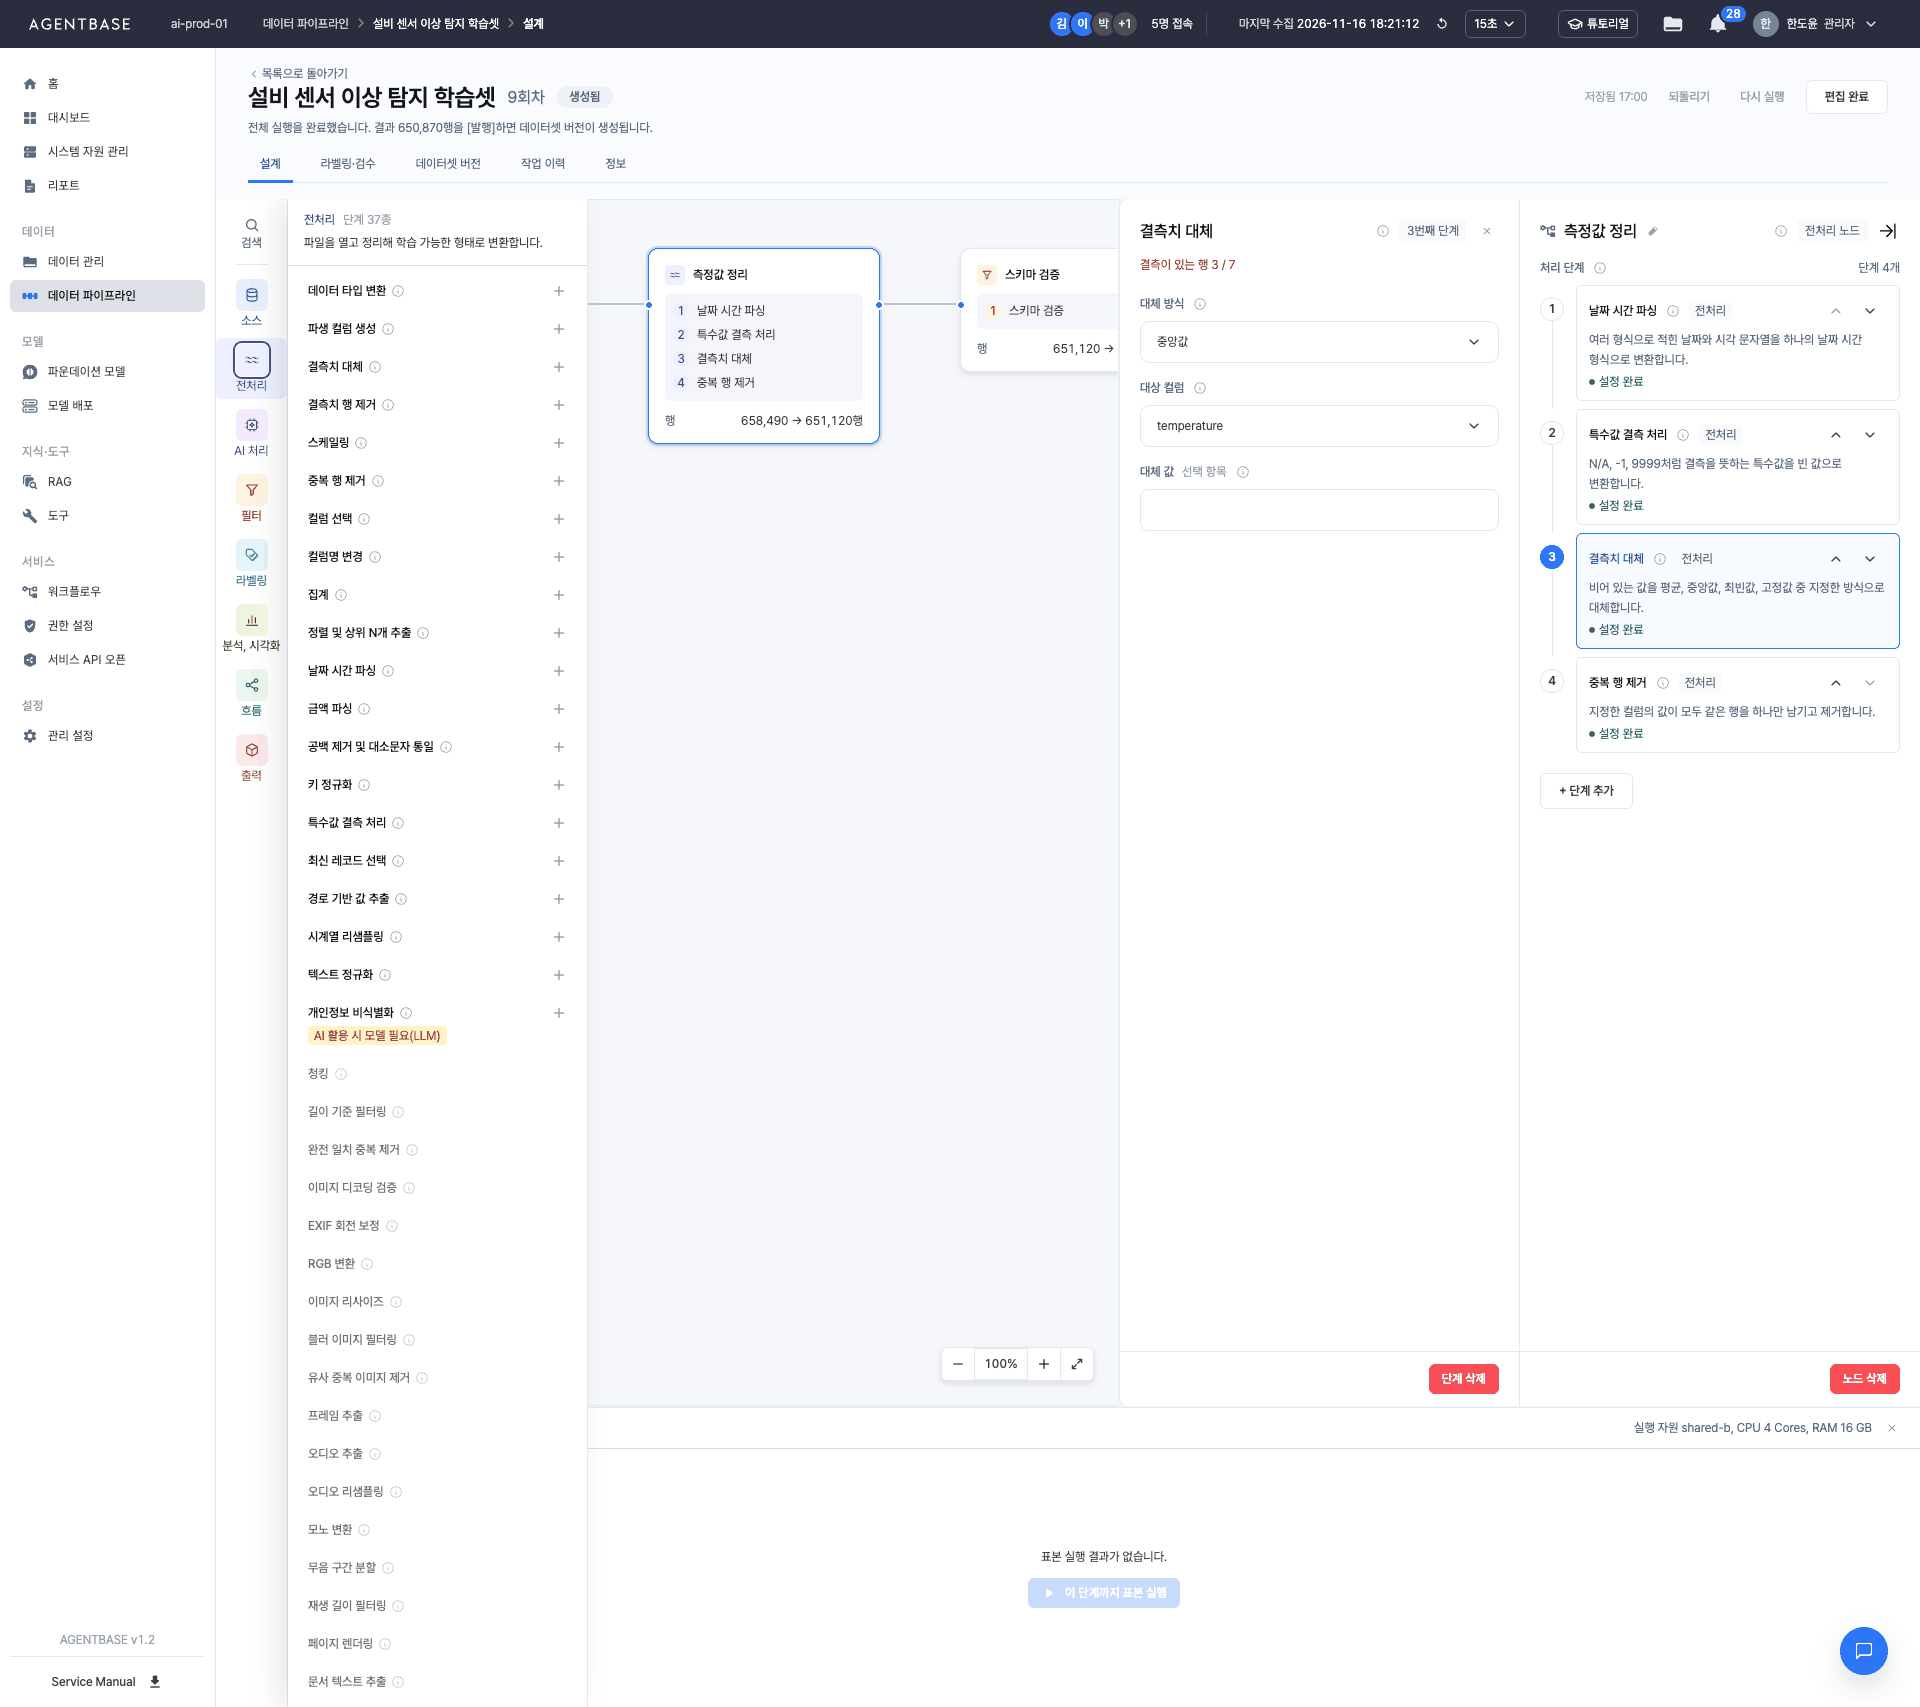 AGENTBASE
ai-prod-01
데이터 파이프라인 > 설비 센서 이상 탐지 학습셋 > 설계
김 이 박 +1 5명 접속
마지막 수집 2026-11-16 18:21:12
15초
튜토리얼
28
한 한도윤 관리자
홈
대시보드
시스템 자원 관리
리포트
데이터
데이터 관리
데이터 파이프라인
모델
파운데이션 모델
모델 배포
지식·도구
RAG
도구
서비스
워크플로우
권한 설정
서비스 API 오픈
설정
관리 설정
AGENTBASE v1.2
Service Manual
목록으로 돌아가기
설비 센서 이상 탐지 학습셋 9회차 생성됨
전체 실행을 완료했습니다. 결과 650,870행을 [발행]하면 데이터셋 버전이 생성됩니다.
저장됨 17:00 되돌리기 다시 실행 편집 완료
설계 라벨링·검수 데이터셋 버전 작업 이력 정보
검색
소스
전처리
AI 처리
필터
라벨링
분석, 시각화
흐름
출력
전처리 단계 37종
파일을 열고 정리해 학습 가능한 형태로 변환합니다.
데이터 타입 변환
파생 컬럼 생성
결측치 대체
결측치 행 제거
스케일링
중복 행 제거
컬럼 선택
컬럼명 변경
집계
정렬 및 상위 N개 추출
날짜 시간 파싱
금액 파싱
공백 제거 및 대소문자 통일
키 정규화
특수값 결측 처리
최신 레코드 선택
경로 기반 값 추출
시계열 리샘플링
텍스트 정규화
개인정보 비식별화
AI 활용 시 모델 필요(LLM)
청킹
길이 기준 필터링
완전 일치 중복 제거
이미지 디코딩 검증
EXIF 회전 보정
RGB 변환
이미지 리사이즈
블러 이미지 필터링
유사 중복 이미지 제거
프레임 추출
오디오 추출
오디오 리샘플링
모노 변환
무음 구간 분할
재생 길이 필터링
페이지 렌더링
문서 텍스트 추출
측정값 정리
1 날짜 시간 파싱
2 특수값 결측 처리
3 결측치 대체
4 중복 행 제거
행 658,490 → 651,120행
스키마 검증
1 스키마 검증
행 651,120 →
100%
결측치 대체 3번째 단계
결측이 있는 행 3 / 7
대체 방식
중앙값
대상 컬럼
temperature
대체 값 선택 항목
단계 삭제
측정값 정리 전처리 노드
처리 단계 단계 4개
1 날짜 시간 파싱 전처리
여러 형식으로 적힌 날짜와 시각 문자열을 하나의 날짜 시간
형식으로 변환합니다.
설정 완료
2 특수값 결측 처리 전처리
N/A, -1, 9999처럼 결측을 뜻하는 특수값을 빈 값으로
변환합니다.
설정 완료
3 결측치 대체 전처리
비어 있는 값을 평균, 중앙값, 최빈값, 고정값 중 지정한 방식으로
대체합니다.
설정 완료
4 중복 행 제거 전처리
지정한 컬럼의 값이 모두 같은 행을 하나만 남기고 제거합니다.
설정 완료
+ 단계 추가
노드 삭제
실행 자원 shared-b, CPU 4 Cores, RAM 16 GB
표본 실행 결과가 없습니다.
이 단계까지 표본 실행